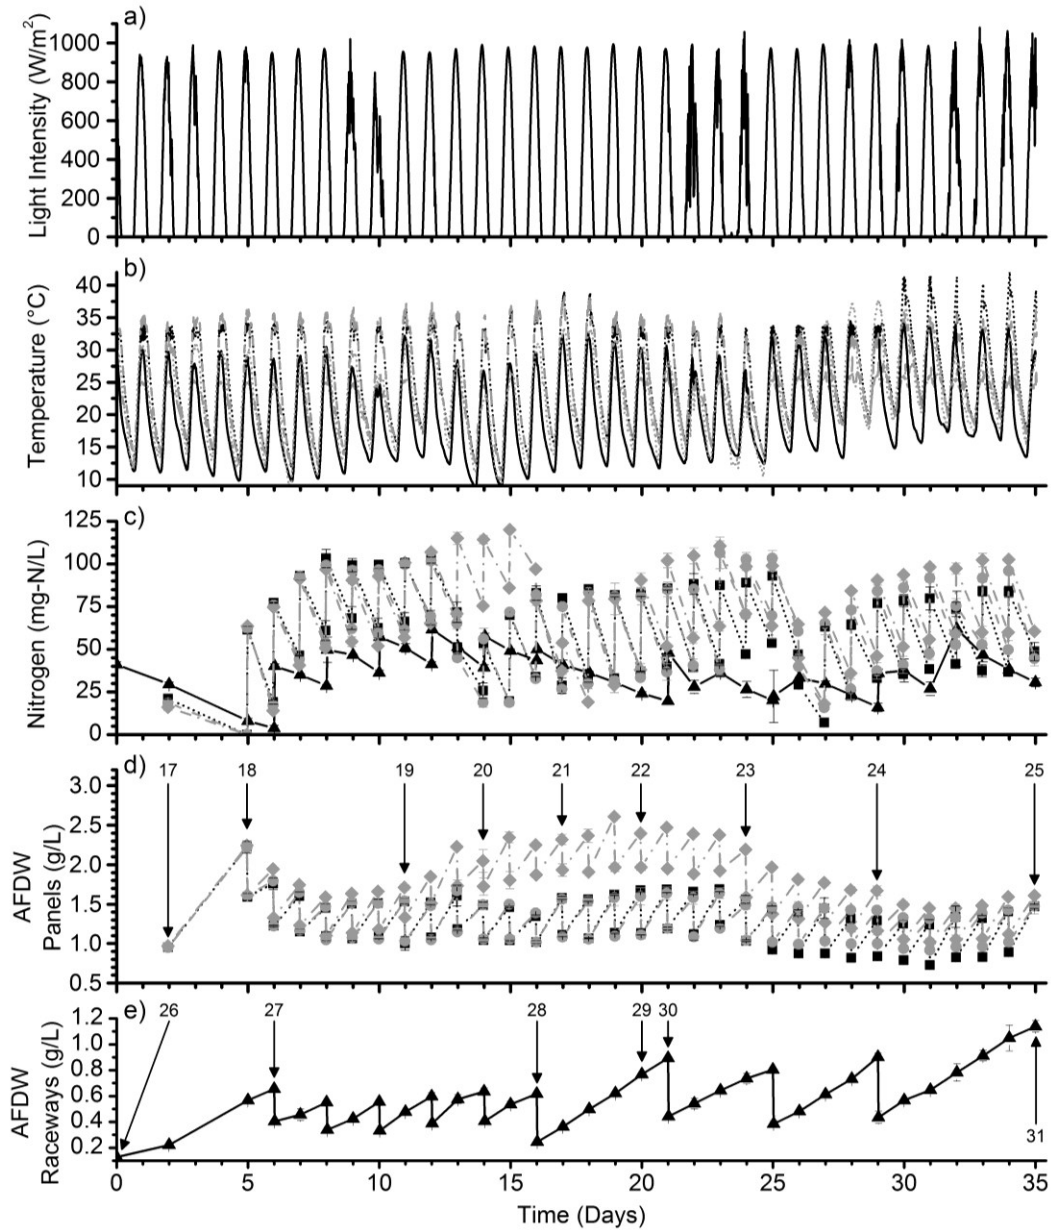 a)
Light Intensity (W/m²)
1000
800
600
400
200
0
b)
Temperature (°C)
40
35
30
25
20
15
10
c)
Nitrogen (mg-N/L)
125
100
75
50
25
0
d)
AFDW
Panels (g/L)
3.0
2.5
2.0
1.5
1.0
0.5
17 18 19 20 21 22 23 24 25
e)
AFDW
Raceways (g/L)
1.2
1.0
0.8
0.6
0.4
0.2
26 27 28 29 30
31
0 5 10 15 20 25 30 35
Time (Days)